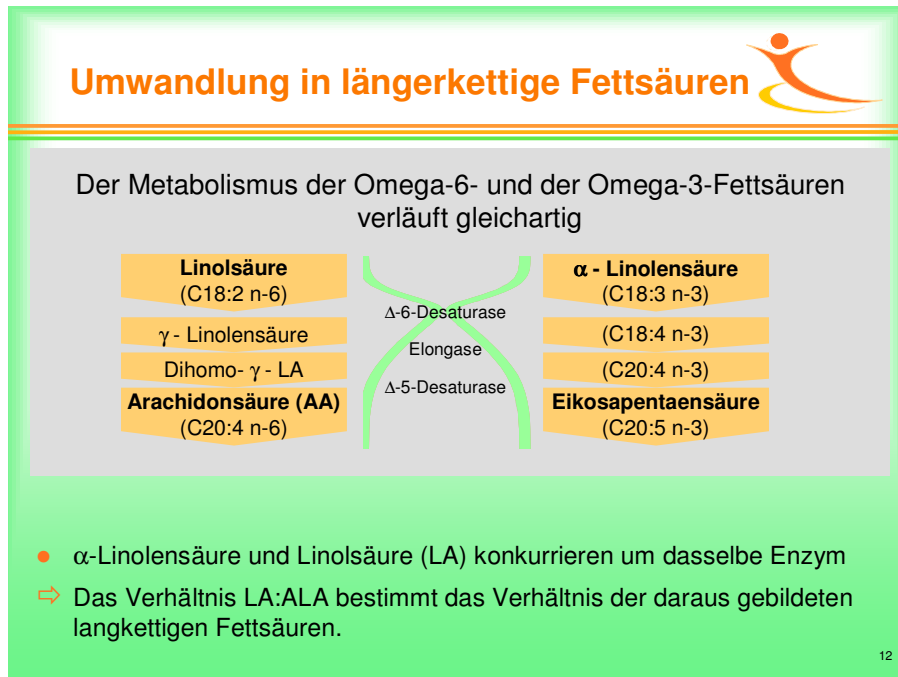 Umwandlung in längerkettige Fettsäuren
Der Metabolismus der Omega-6- und der Omega-3-Fettsäuren
verläuft gleichartig
Linolsäure
(C18:2 n-6)
γ - Linolensäure
Dihomo- γ - LA
Arachidonsäure (AA)
(C20:4 n-6)
Δ-6-Desaturase
Elongase
Δ-5-Desaturase
α - Linolensäure
(C18:3 n-3)
(C18:4 n-3)
(C20:4 n-3)
Eikosapentaensäure
(C20:5 n-3)
● α-Linolensäure und Linolsäure (LA) konkurrieren um dasselbe Enzym
⇨ Das Verhältnis LA:ALA bestimmt das Verhältnis der daraus gebildeten
langkettigen Fettsäuren.
12